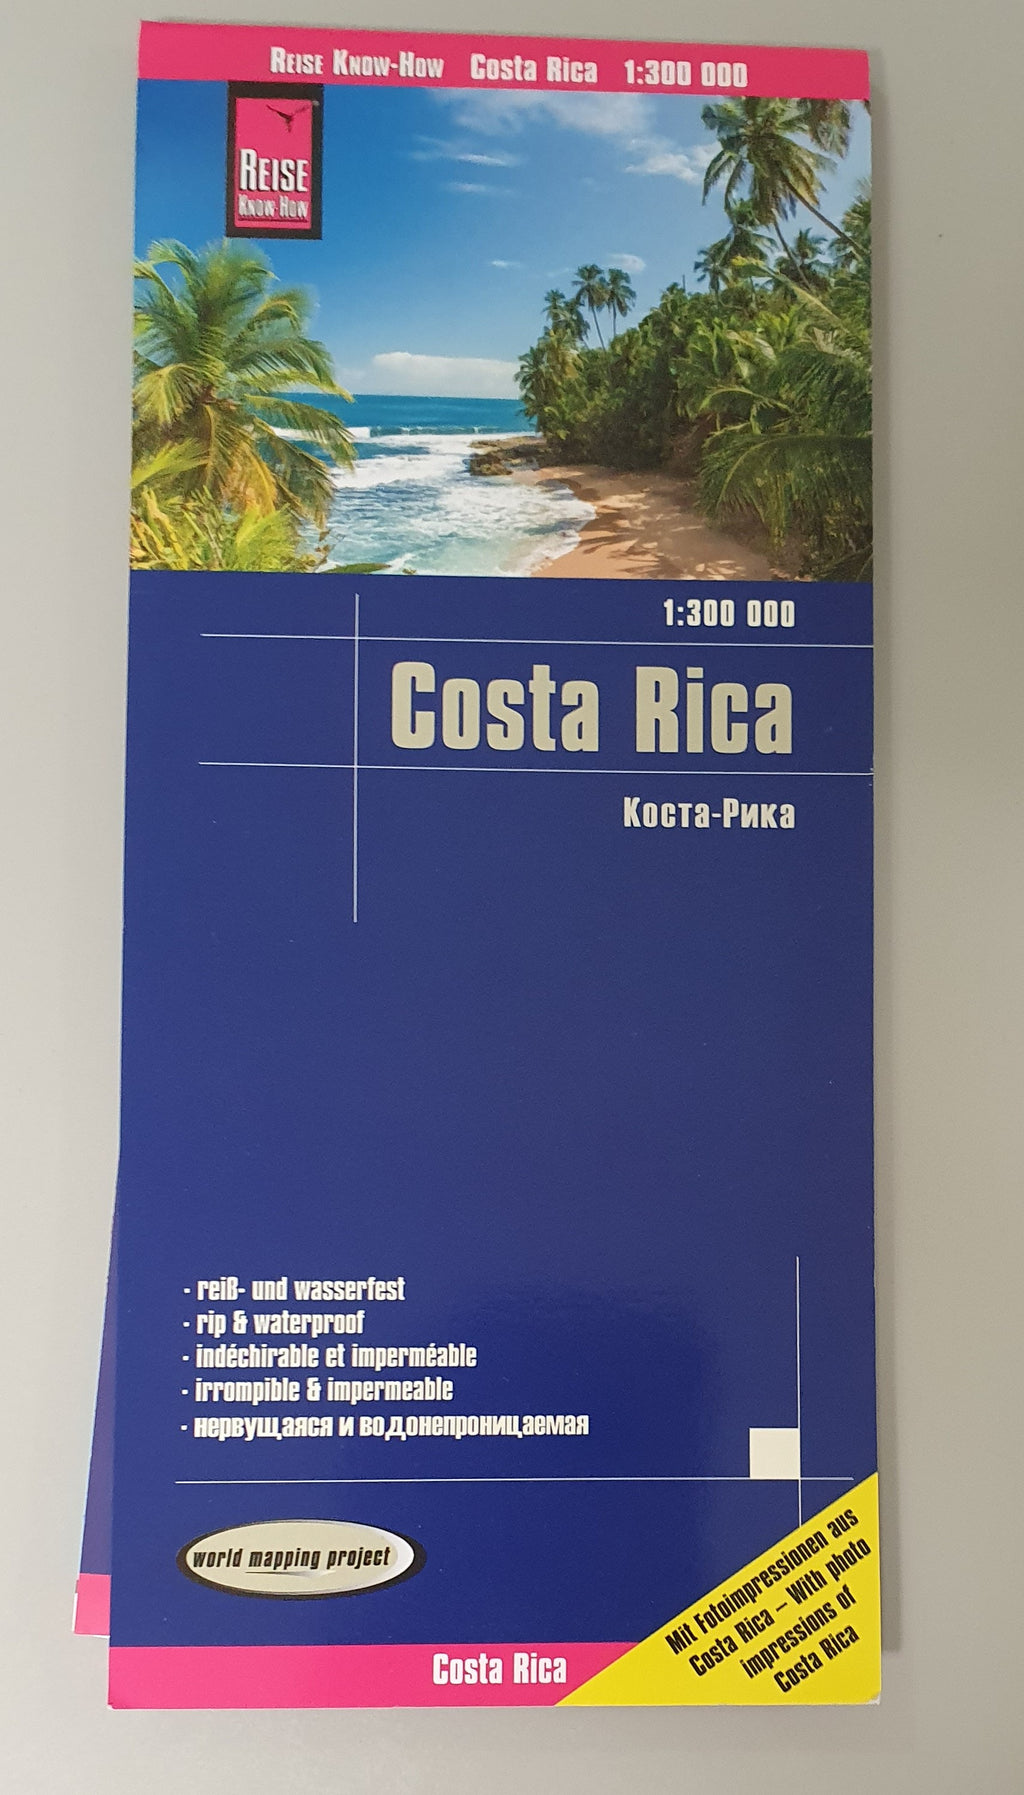 REISE KNOW-HOW Costa Rica 1:300 000
REISE
KNOW-HOW
1:300 000
Costa Rica
Коста-Рика
- reiß- und wasserfest
- rip & waterproof
- indéchirable et imperméable
- irrompible & impermeable
- нервущаяся и водонепроницаемая
world mapping project
Mit Fotoimpressionen aus
Costa Rica – With photo
impressions of
Costa Rica
Costa Rica